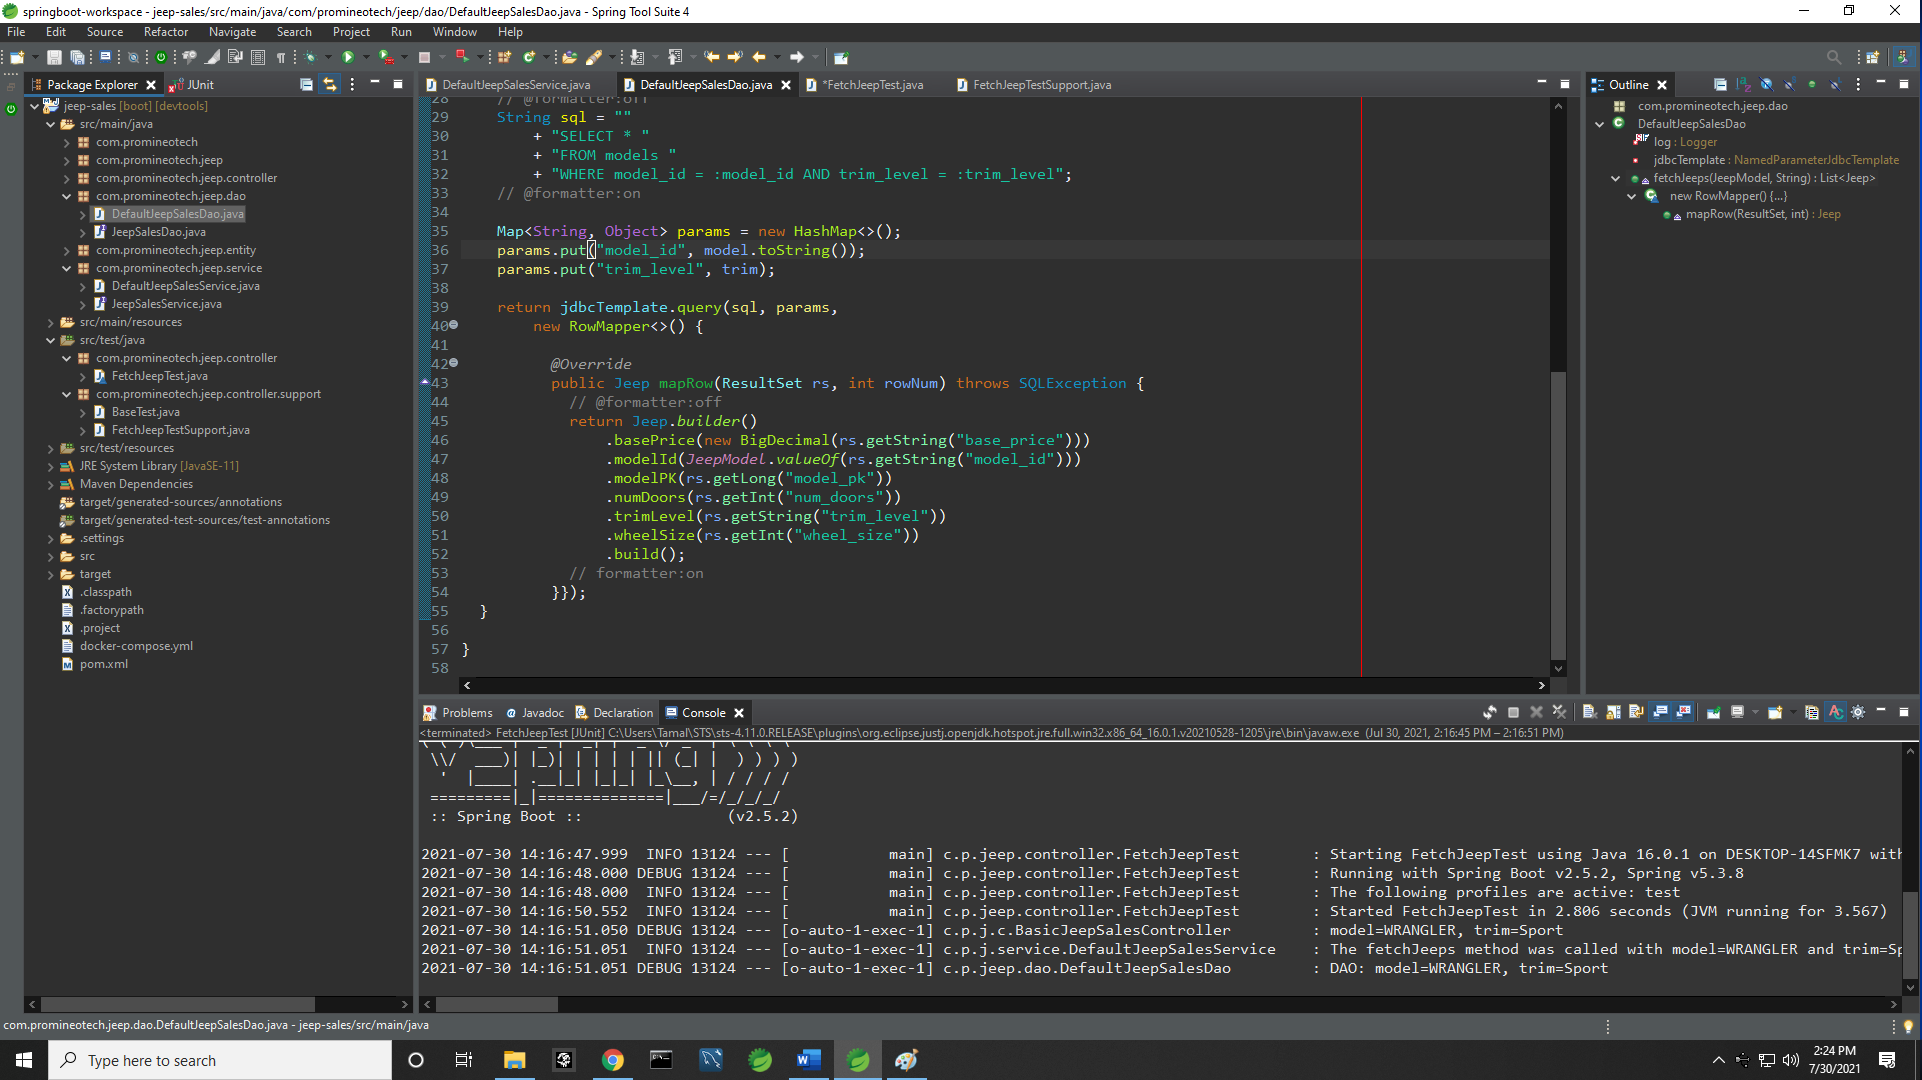 springboot-workspace - jeep-sales/src/main/java/com/promineotech/jeep/dao/DefaultJeepSalesDao.java - Spring Tool Suite 4
File Edit Source Refactor Navigate Search Project Run Window Help
Package Explorer
JUnit
jeep-sales [boot] [devtools]
src/main/java
com.promineotech
com.promineotech.jeep
com.promineotech.jeep.controller
com.promineotech.jeep.dao
DefaultJeepSalesDao.java
JeepSalesDao.java
com.promineotech.jeep.entity
com.promineotech.jeep.service
DefaultJeepSalesService.java
JeepSalesService.java
src/main/resources
src/test/java
com.promineotech.jeep.controller
FetchJeepTest.java
com.promineotech.jeep.controller.support
BaseTest.java
FetchJeepTestSupport.java
src/test/resources
JRE System Library [JavaSE-11]
Maven Dependencies
target/generated-sources/annotations
target/generated-test-sources/test-annotations
.settings
src
target
.classpath
.factorypath
.project
docker-compose.yml
pom.xml
DefaultJeepSalesService.java
DefaultJeepSalesDao.java
*FetchJeepTest.java
FetchJeepTestSupport.java
28 // @formatter:off
29 String sql = ""
30 + "SELECT * "
31 + "FROM models "
32 + "WHERE model_id = :model_id AND trim_level = :trim_level";
33 // @formatter:on
34
35 Map<String, Object> params = new HashMap<>();
36 params.put("model_id", model.toString());
37 params.put("trim_level", trim);
38
39 return jdbcTemplate.query(sql, params,
40 new RowMapper<>() {
41
42 @Override
43 public Jeep mapRow(ResultSet rs, int rowNum) throws SQLException {
44 // @formatter:off
45 return Jeep.builder()
46 .basePrice(new BigDecimal(rs.getString("base_price")))
47 .modelId(JeepModel.valueOf(rs.getString("model_id")))
48 .modelPK(rs.getLong("model_pk"))
49 .numDoors(rs.getInt("num_doors"))
50 .trimLevel(rs.getString("trim_level"))
51 .wheelSize(rs.getInt("wheel_size"))
52 .build();
53 // formatter:on
54 }});
55 }
56
57 }
58
Outline
com.promineotech.jeep.dao
DefaultJeepSalesDao
log : Logger
jdbcTemplate : NamedParameterJdbcTemplate
fetchJeeps(JeepModel, String) : List<Jeep>
new RowMapper() {...}
mapRow(ResultSet, int) : Jeep
Problems
Javadoc
Declaration
Console
<terminated> FetchJeepTest [JUnit] C:\Users\Tamal\STS\sts-4.11.0.RELEASE\plugins\org.eclipse.justj.openjdk.hotspot.jre.full.win32.x86_64_16.0.1.v20210528-1205\jre\bin\javaw.exe (Jul 30, 2021, 2:16:45 PM – 2:16:51 PM)
\\/  ___)| |_)| | | | | || (_| |  ) ) ) )
'  |____| .__|_| |_|_| |_\__, | / / / /
=========|_|==============|___/=/_/_/_/
:: Spring Boot :: (v2.5.2)
2021-07-30 14:16:47.999 INFO 13124 --- [ main] c.p.jeep.controller.FetchJeepTest : Starting FetchJeepTest using Java 16.0.1 on DESKTOP-14SFMK7 with
2021-07-30 14:16:48.000 DEBUG 13124 --- [ main] c.p.jeep.controller.FetchJeepTest : Running with Spring Boot v2.5.2, Spring v5.3.8
2021-07-30 14:16:48.000 INFO 13124 --- [ main] c.p.jeep.controller.FetchJeepTest : The following profiles are active: test
2021-07-30 14:16:50.552 INFO 13124 --- [ main] c.p.jeep.controller.FetchJeepTest : Started FetchJeepTest in 2.806 seconds (JVM running for 3.567)
2021-07-30 14:16:51.050 DEBUG 13124 --- [o-auto-1-exec-1] c.p.j.c.BasicJeepSalesController : model=WRANGLER, trim=Sport
2021-07-30 14:16:51.051 INFO 13124 --- [o-auto-1-exec-1] c.p.j.service.DefaultJeepSalesService : The fetchJeeps method was called with model=WRANGLER and trim=Sp
2021-07-30 14:16:51.051 DEBUG 13124 --- [o-auto-1-exec-1] c.p.jeep.dao.DefaultJeepSalesDao : DAO: model=WRANGLER, trim=Sport
com.promineotech.jeep.dao.DefaultJeepSalesDao.java - jeep-sales/src/main/java
Type here to search
2:24 PM
7/30/2021